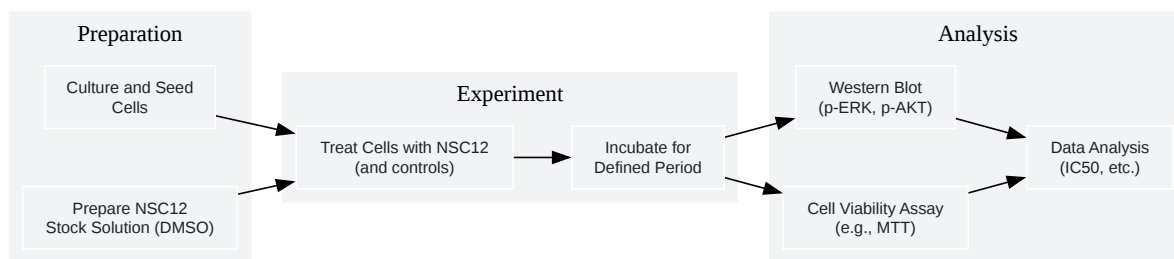 Preparation
Culture and Seed
Cells
Prepare NSC12
Stock Solution (DMSO)
Experiment
Treat Cells with NSC12
(and controls)
Incubate for
Defined Period
Analysis
Western Blot
(p-ERK, p-AKT)
Cell Viability Assay
(e.g., MTT)
Data Analysis
(IC50, etc.)